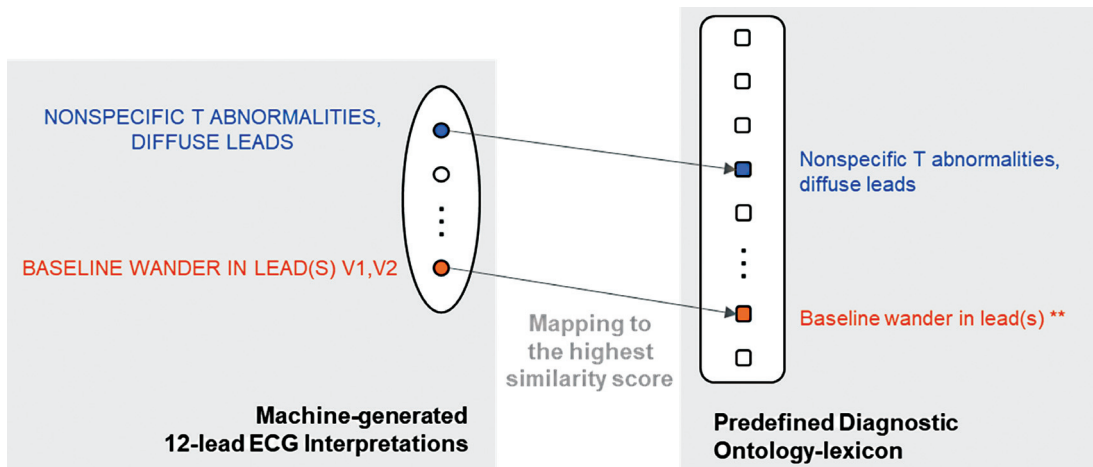 NONSPECIFIC T ABNORMALITIES,
DIFFUSE LEADS
BASELINE WANDER IN LEAD(S) V1,V2
Machine-generated
12-lead ECG Interpretations
Mapping to
the highest
similarity score
Nonspecific T abnormalities,
diffuse leads
Baseline wander in lead(s) **
Predefined Diagnostic
Ontology-lexicon